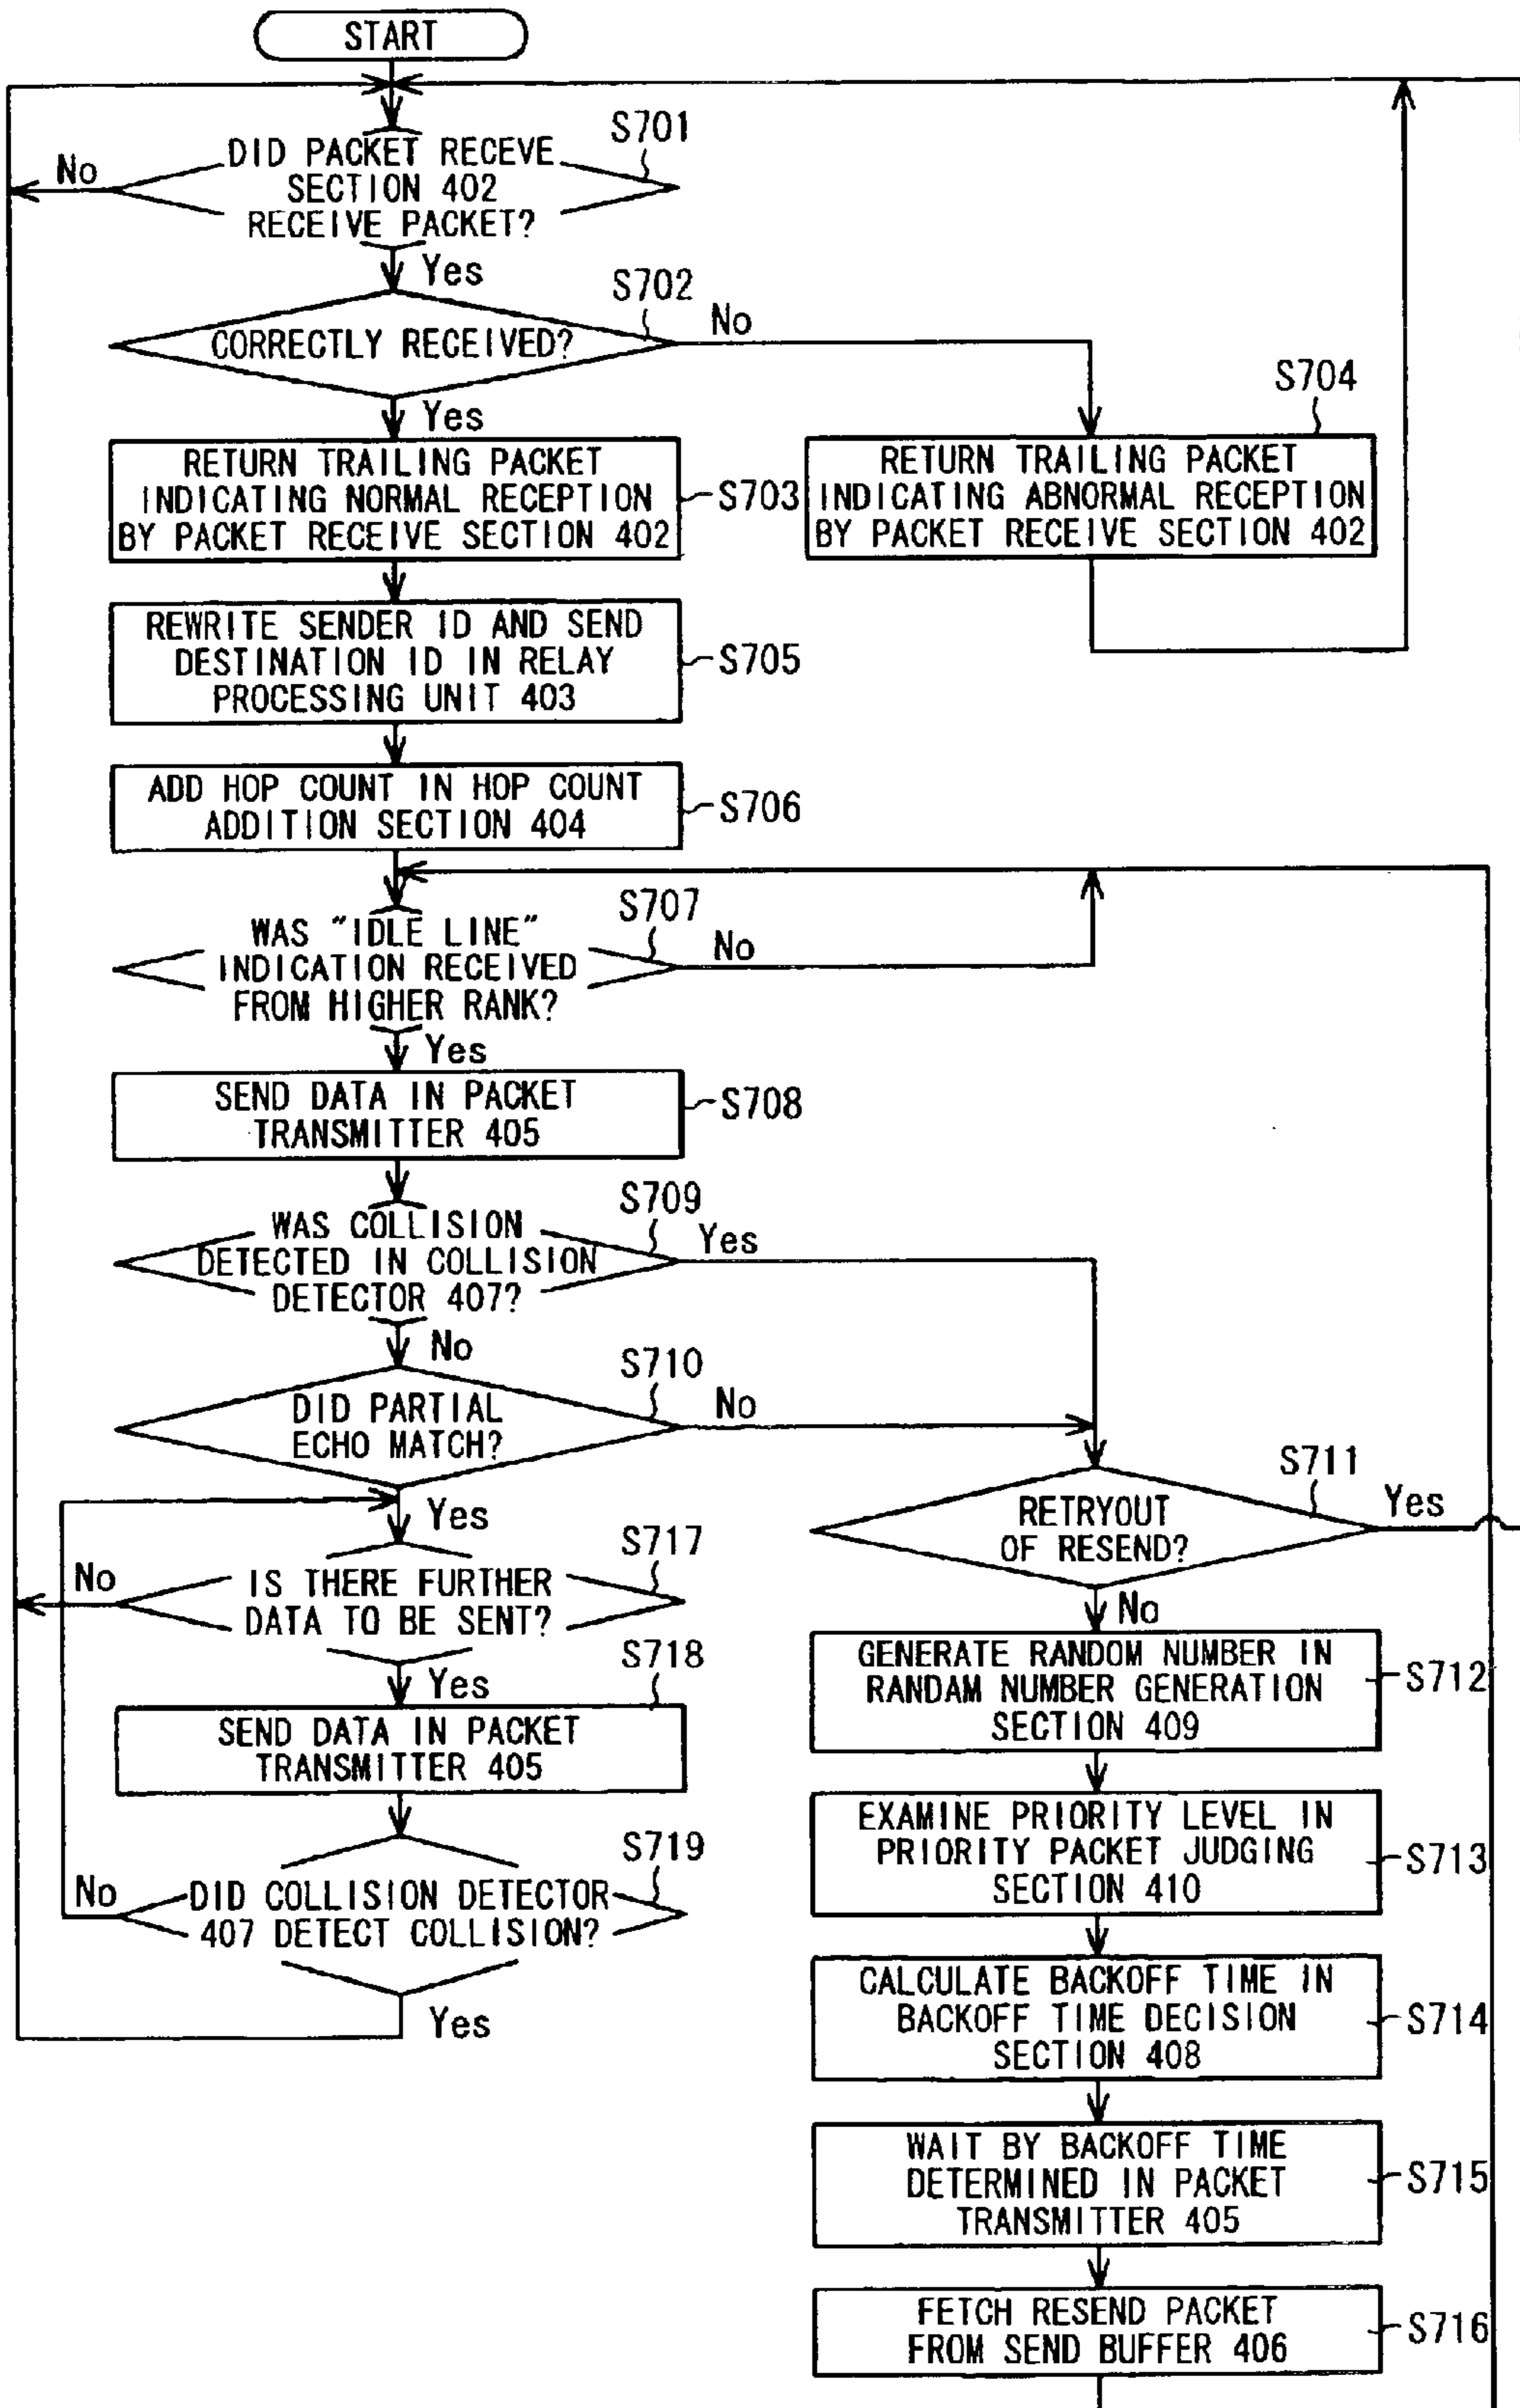 START
DID PACKET RECEVE
SECTION 402
RECEIVE PACKET?
S701
No
Yes
CORRECTLY RECEIVED?
S702
No
Yes
RETURN TRAILING PACKET
INDICATING NORMAL RECEPTION
BY PACKET RECEIVE SECTION 402
S703
RETURN TRAILING PACKET
INDICATING ABNORMAL RECEPTION
BY PACKET RECEIVE SECTION 402
S704
REWRITE SENDER ID AND SEND
DESTINATION ID IN RELAY
PROCESSING UNIT 403
S705
ADD HOP COUNT IN HOP COUNT
ADDITION SECTION 404
S706
WAS "IDLE LINE"
INDICATION RECEIVED
FROM HIGHER RANK?
S707
No
Yes
SEND DATA IN PACKET
TRANSMITTER 405
S708
WAS COLLISION
DETECTED IN COLLISION
DETECTOR 407?
S709
Yes
No
DID PARTIAL
ECHO MATCH?
S710
No
Yes
RETRYOUT
OF RESEND?
S711
Yes
No
IS THERE FURTHER
DATA TO BE SENT?
S717
No
Yes
SEND DATA IN PACKET
TRANSMITTER 405
S718
DID COLLISION DETECTOR
407 DETECT COLLISION?
S719
No
Yes
GENERATE RANDOM NUMBER IN
RANDAM NUMBER GENERATION
SECTION 409
S712
EXAMINE PRIORITY LEVEL IN
PRIORITY PACKET JUDGING
SECTION 410
S713
CALCULATE BACKOFF TIME IN
BACKOFF TIME DECISION
SECTION 408
S714
WAIT BY BACKOFF TIME
DETERMINED IN PACKET
TRANSMITTER 405
S715
FETCH RESEND PACKET
FROM SEND BUFFER 406
S716